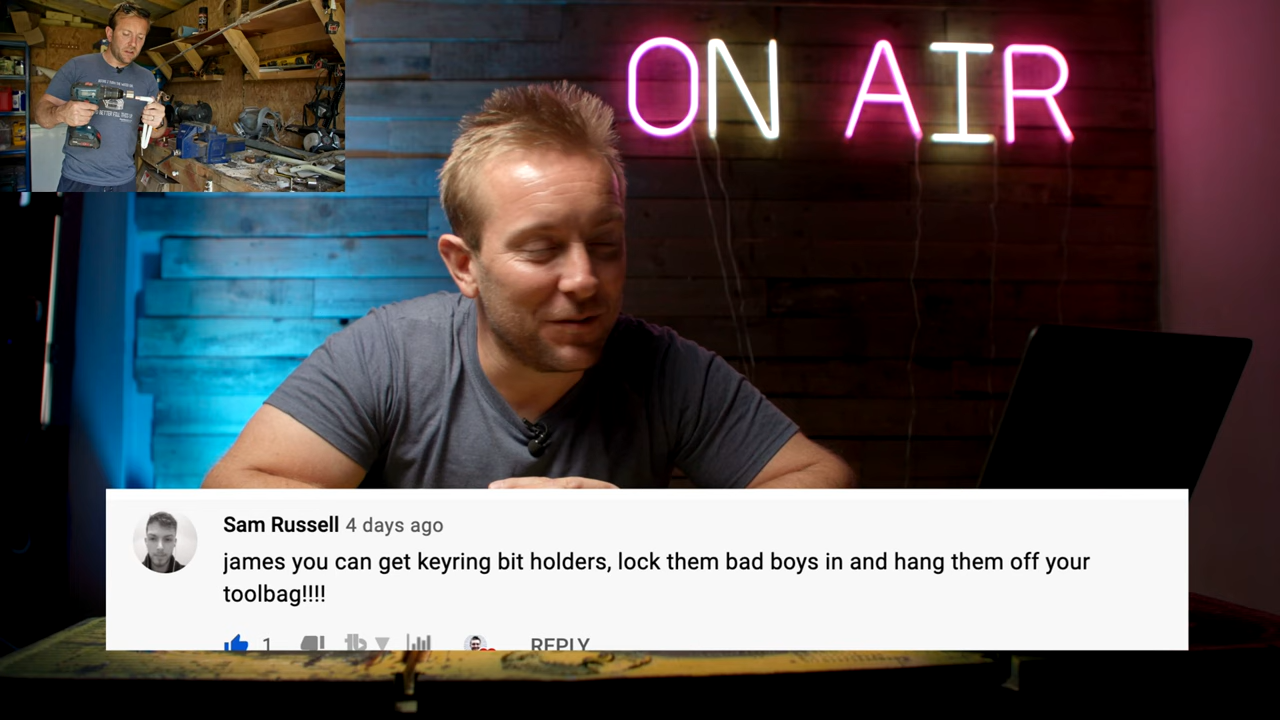 ON AIR
Sam Russell 4 days ago
james you can get keyring bit holders, lock them bad boys in and hang them off your
toolbag!!!!
1 REPLY